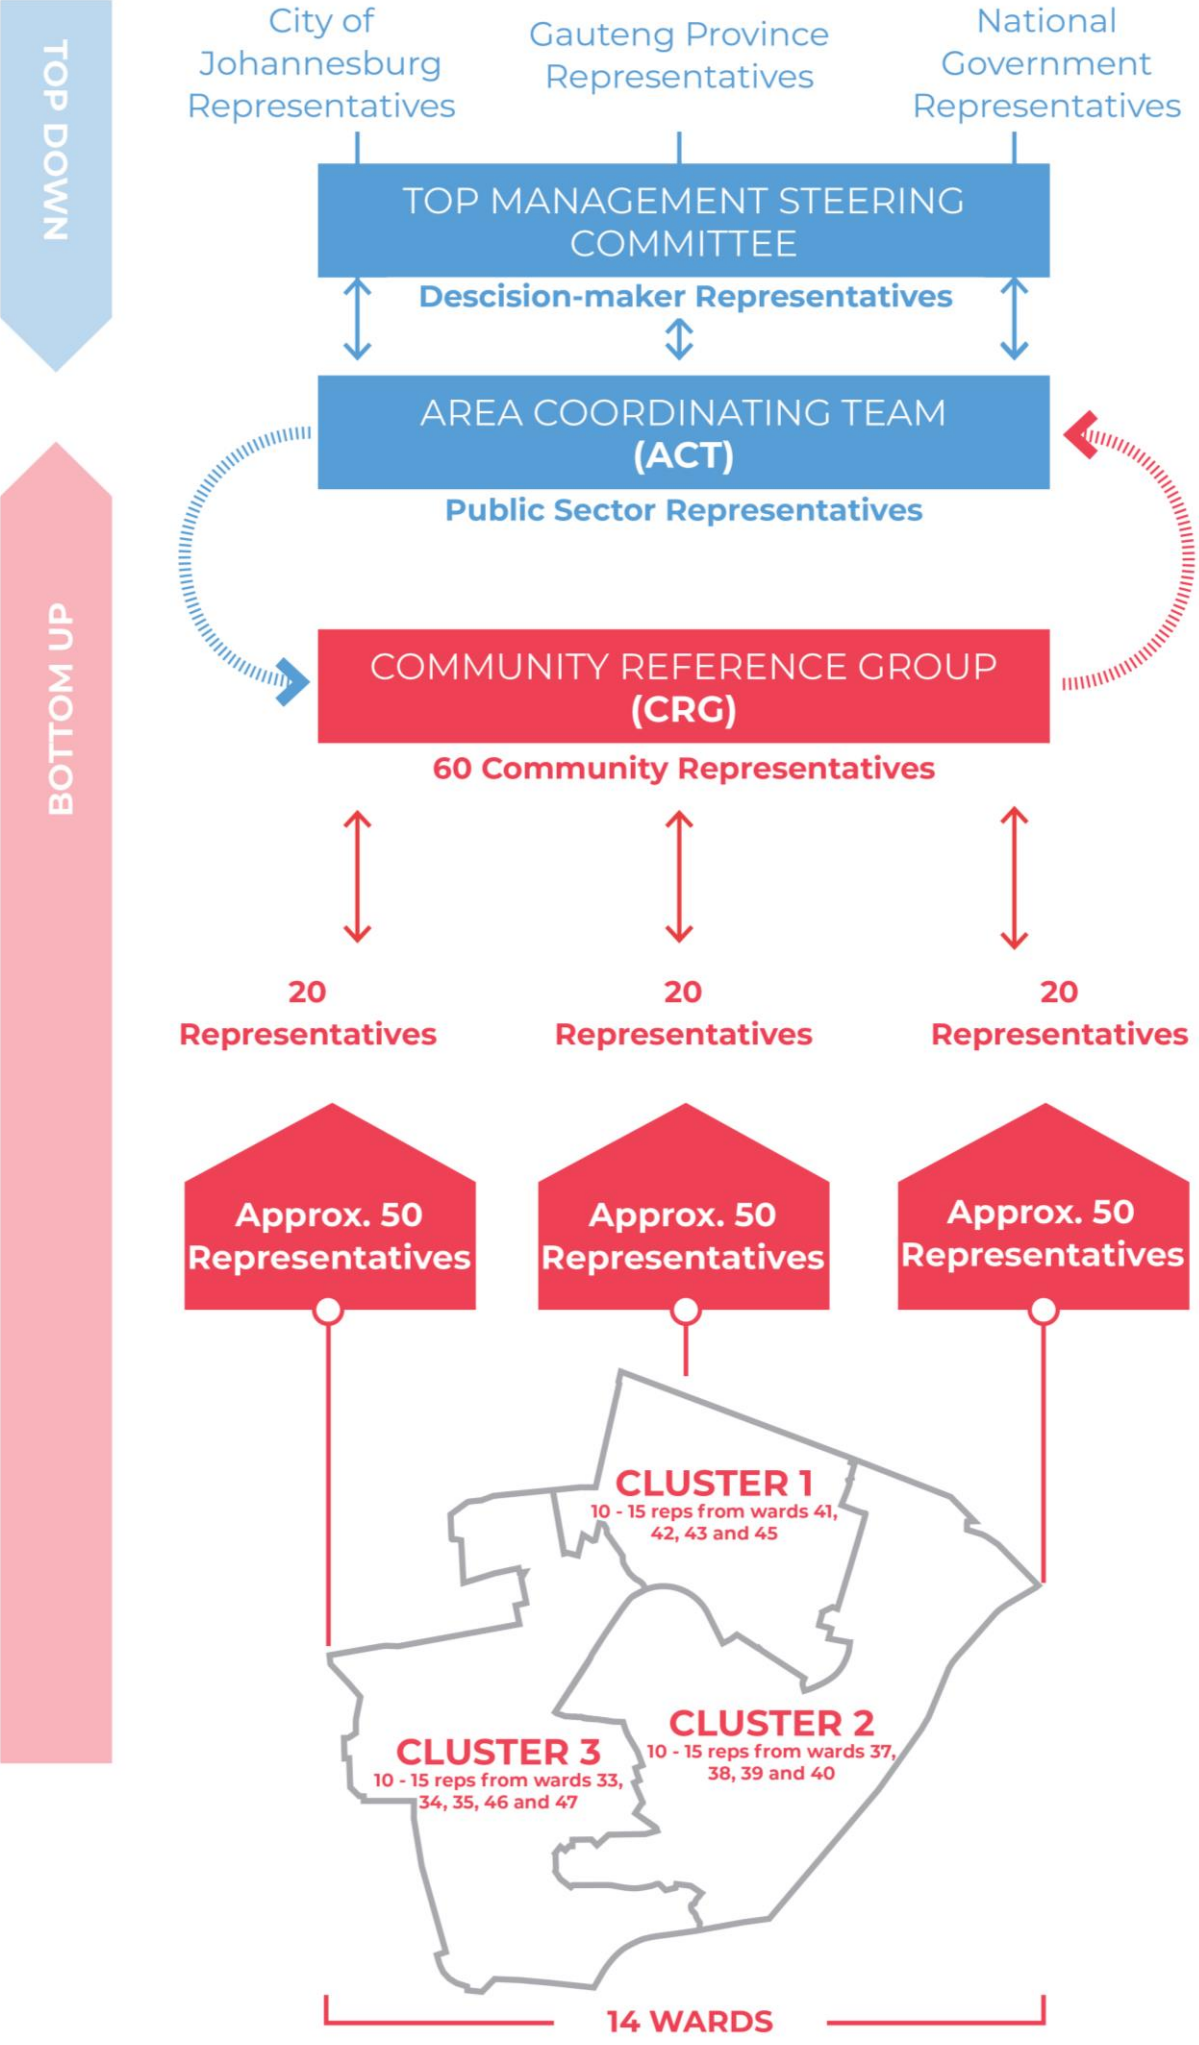 TOP DOWN
City of
Johannesburg
Representatives
Gauteng Province
Representatives
National
Government
Representatives
TOP MANAGEMENT STEERING
COMMITTEE
Descision-maker Representatives
AREA COORDINATING TEAM
(ACT)
Public Sector Representatives
BOTTOM UP
COMMUNITY REFERENCE GROUP
(CRG)
60 Community Representatives
20
Representatives
20
Representatives
20
Representatives
Approx. 50
Representatives
Approx. 50
Representatives
Approx. 50
Representatives
CLUSTER 1
10 - 15 reps from wards 41,
42, 43 and 45
CLUSTER 2
10 - 15 reps from wards 37,
38, 39 and 40
CLUSTER 3
10 - 15 reps from wards 33,
34, 35, 46 and 47
14 WARDS